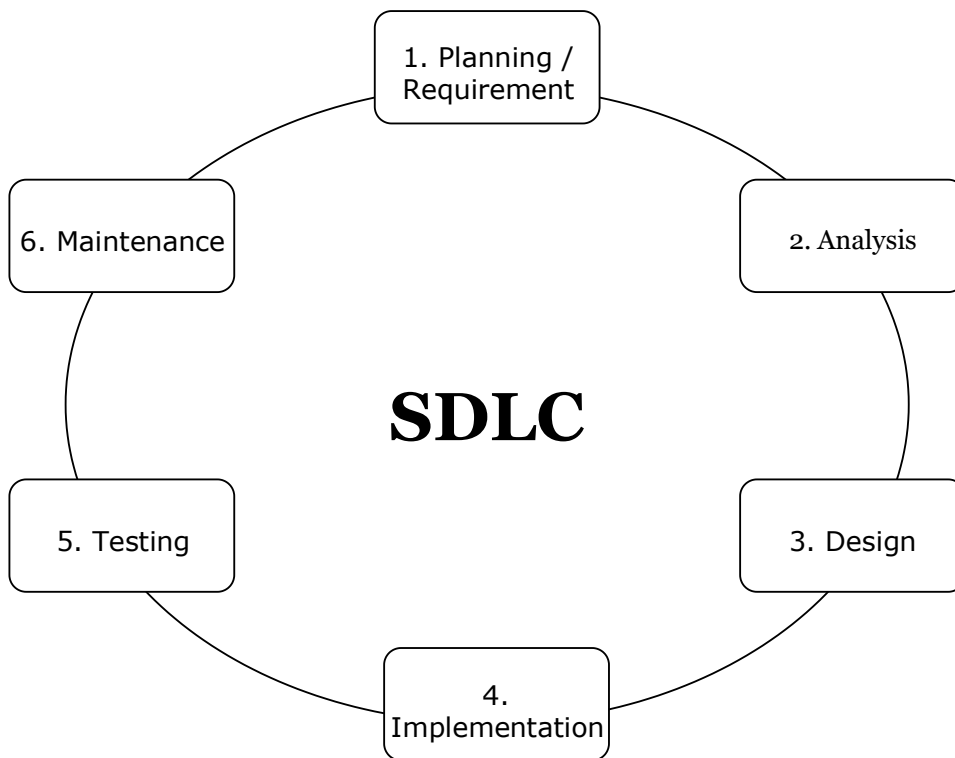 1. Planning /
Requirement
6. Maintenance
2. Analysis
SDLC
5. Testing
3. Design
4.
Implementation